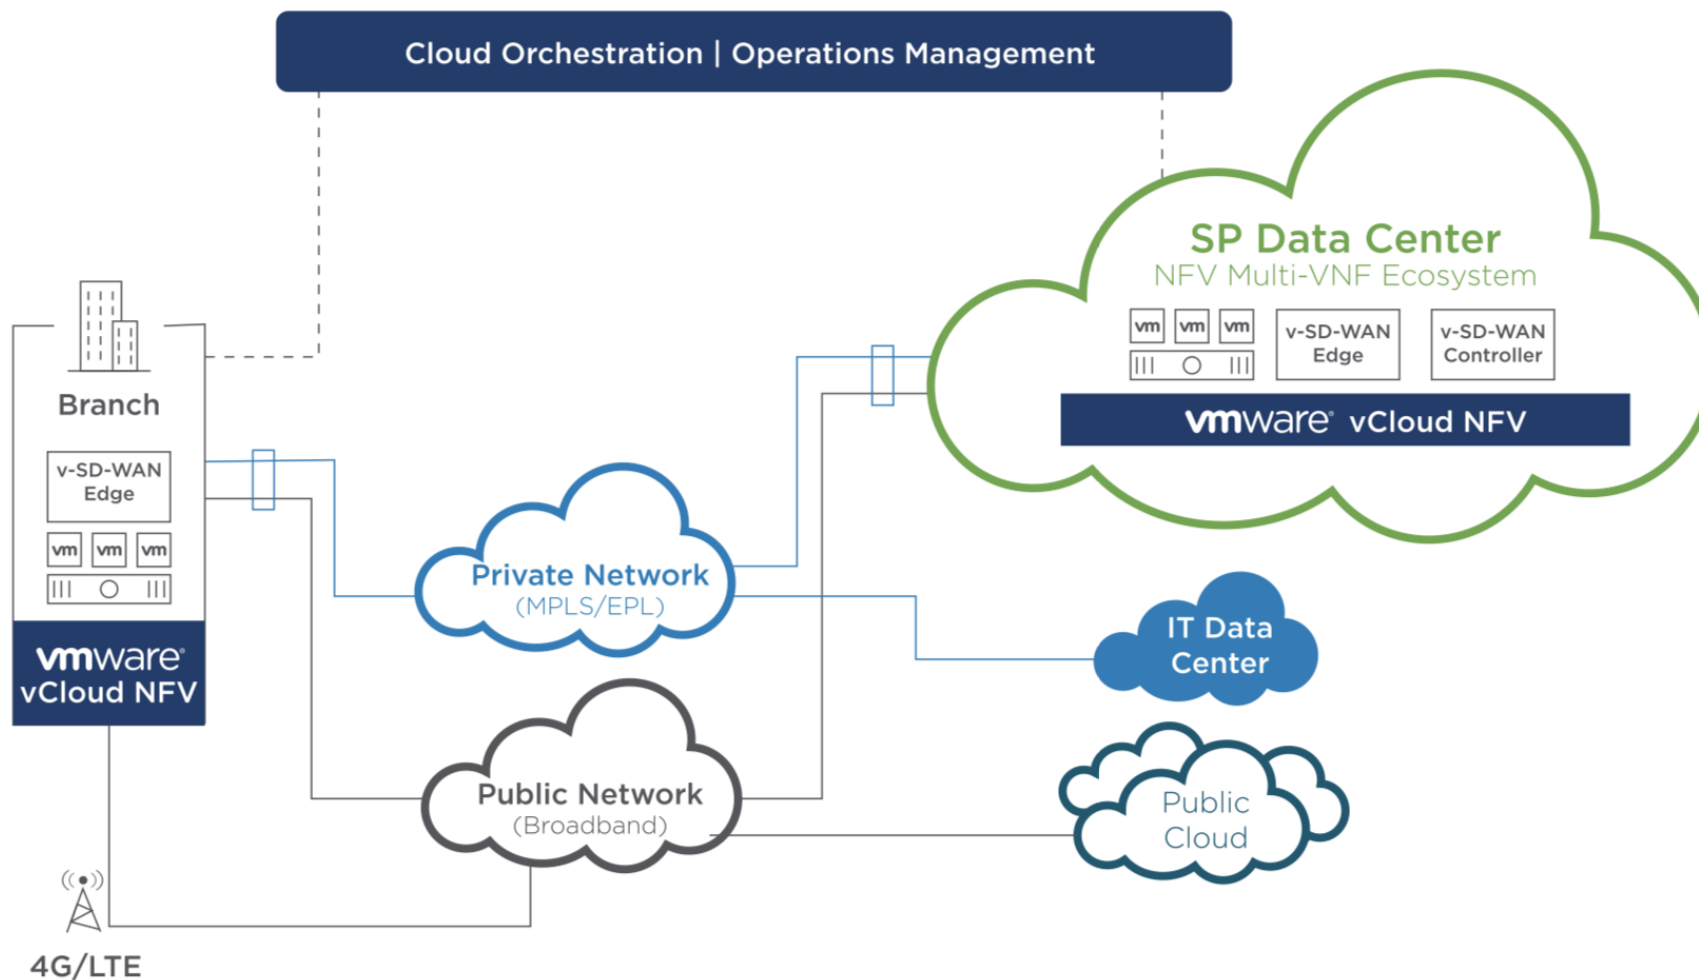 Cloud Orchestration | Operations Management
SP Data Center
NFV Multi-VNF Ecosystem
vm vm vm
v-SD-WAN
Edge
v-SD-WAN
Controller
vmware® vCloud NFV
Branch
v-SD-WAN
Edge
vm vm vm
vmware®
vCloud NFV
Private Network
(MPLS/EPL)
IT Data
Center
Public Network
(Broadband)
Public
Cloud
4G/LTE